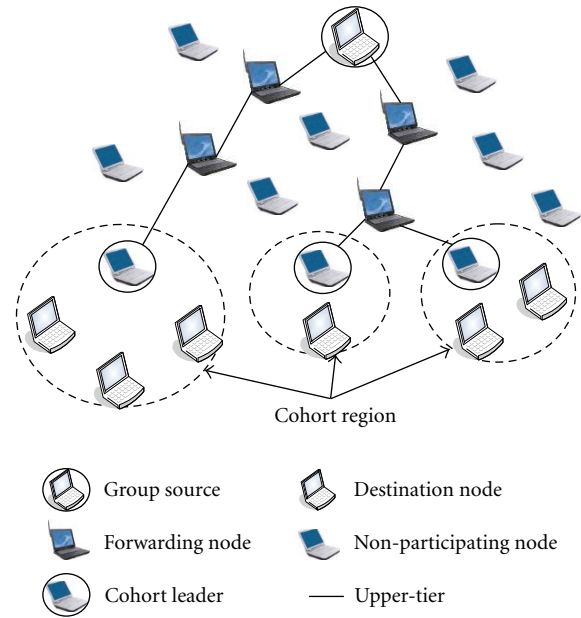 Cohort region
Group source
Destination node
Forwarding node
Non-participating node
Cohort leader
Upper-tier